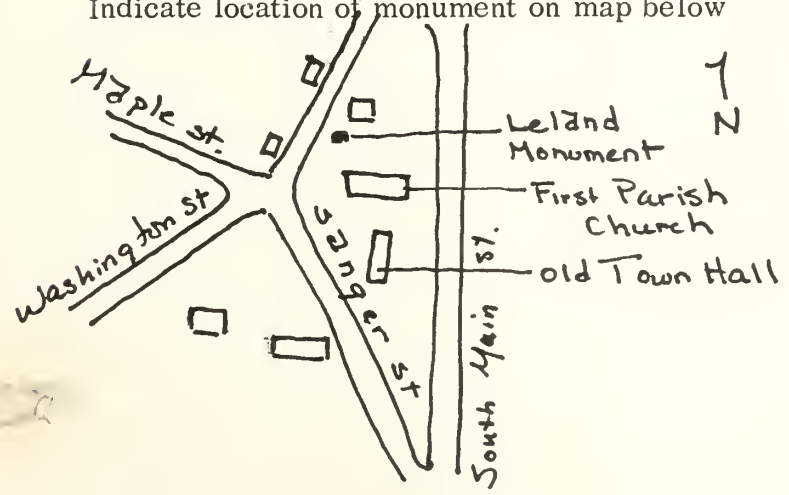 Indicate location of monument on map below
Maple st.
Washington st
Sanger st
South Main St.
N
Leland
Monument
First Parish
Church
old Town Hall